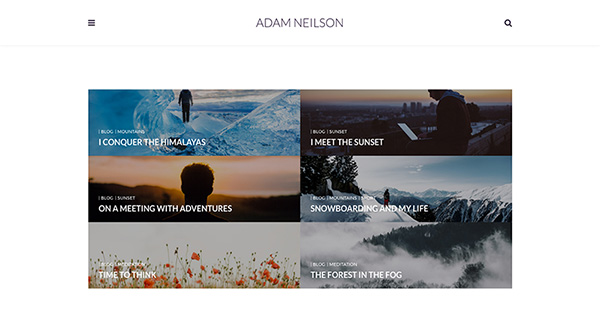 ADAM NEILSON
| BLOG | MOUNTAINS
I CONQUER THE HIMALAYAS
| BLOG | SUNSET
I MEET THE SUNSET
| BLOG | SUNSET
ON A MEETING WITH ADVENTURES
| BLOG | MOUNTAINS | SPORT
SNOWBOARDING AND MY LIFE
| BLOG | MEDITATION
TIME TO THINK
| BLOG | MEDITATION
THE FOREST IN THE FOG